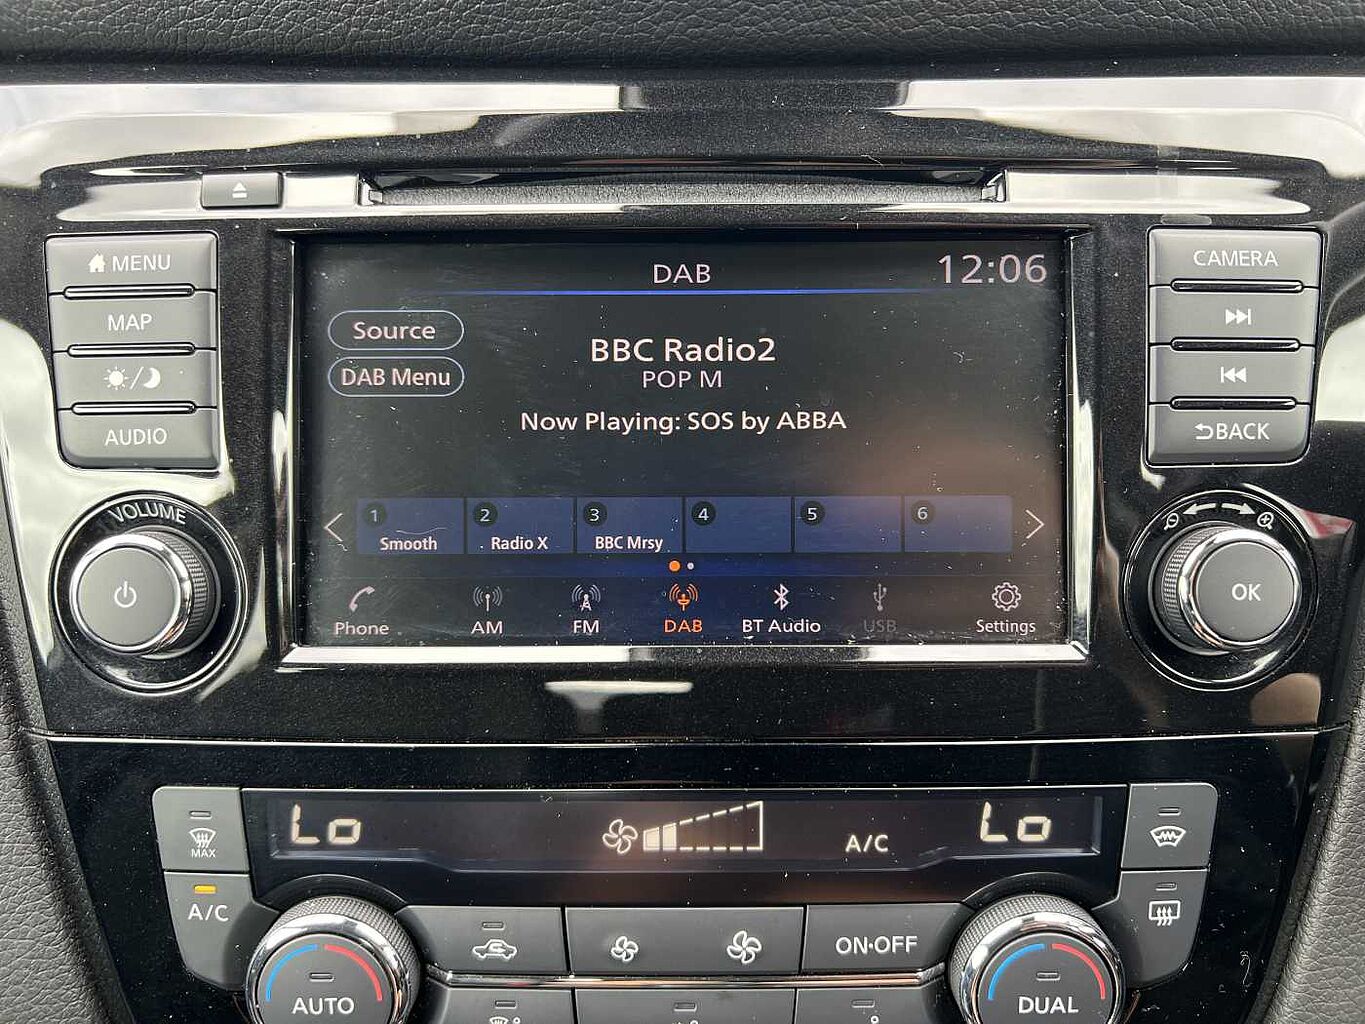 MENU
MAP
AUDIO
VOLUME
DAB
12:06
Source
DAB Menu
BBC Radio2
POP M
Now Playing: SOS by ABBA
1 Smooth
2 Radio X
3 BBC Mrsy
4
5
6
Phone
AM
FM
DAB
BT Audio
USB
Settings
CAMERA
BACK
OK
Lo
A/C
Lo
MAX
A/C
AUTO
ON·OFF
DUAL